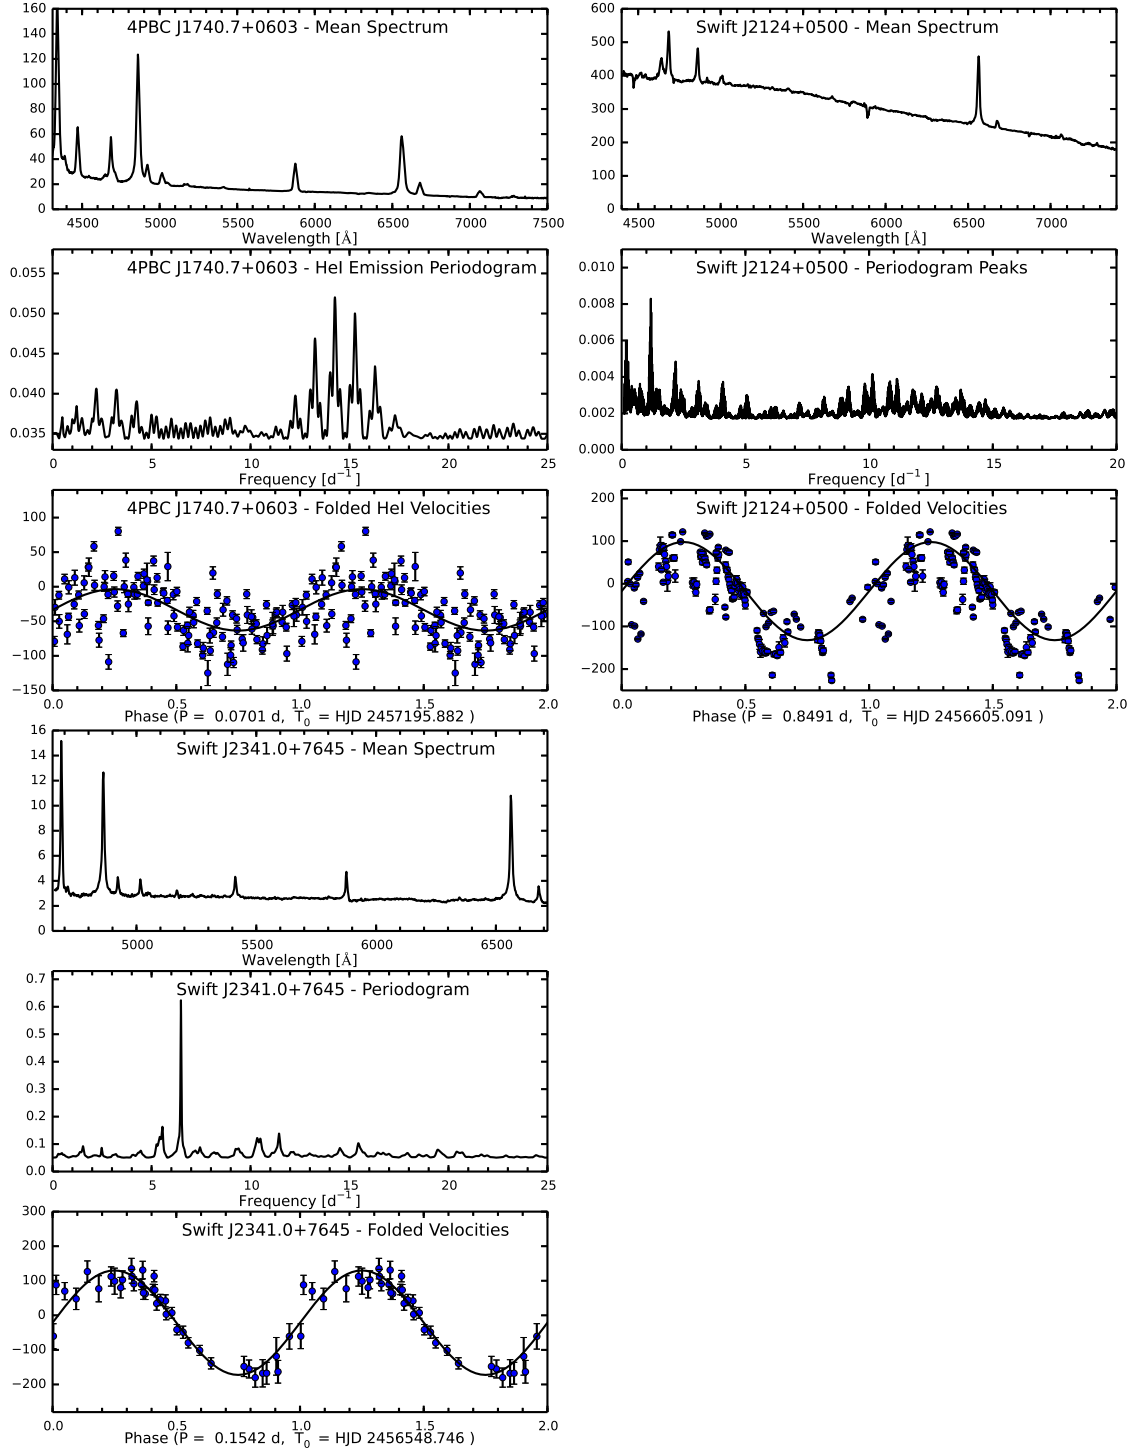 4PBC J1740.7+0603 - Mean Spectrum
160
140
120
100
80
60
40
20
0
4500 5000 5500 6000 6500 7000 7500
Wavelength [Å]
4PBC J1740.7+0603 - HeI Emission Periodogram
0.055
0.050
0.045
0.040
0.035
0 5 10 15 20 25
Frequency [d⁻¹]
4PBC J1740.7+0603 - Folded HeI Velocities
100
50
0
−50
−100
−150
0.0 0.5 1.0 1.5 2.0
Phase (P = 0.0701 d, T₀ = HJD 2457195.882 )
Swift J2341.0+7645 - Mean Spectrum
16
14
12
10
8
6
4
2
0
5000 5500 6000 6500
Wavelength [Å]
Swift J2341.0+7645 - Periodogram
0.7
0.6
0.5
0.4
0.3
0.2
0.1
0.0
0 5 10 15 20 25
Frequency [d⁻¹]
Swift J2341.0+7645 - Folded Velocities
300
200
100
0
−100
−200
0.0 0.5 1.0 1.5 2.0
Phase (P = 0.1542 d, T₀ = HJD 2456548.746 )
Swift J2124+0500 - Mean Spectrum
600
500
400
300
200
100
0
4500 5000 5500 6000 6500 7000
Wavelength [Å]
Swift J2124+0500 - Periodogram Peaks
0.010
0.008
0.006
0.004
0.002
0.000
0 5 10 15 20
Frequency [d⁻¹]
Swift J2124+0500 - Folded Velocities
200
100
0
−100
−200
0.0 0.5 1.0 1.5 2.0
Phase (P = 0.8491 d, T₀ = HJD 2456605.091 )